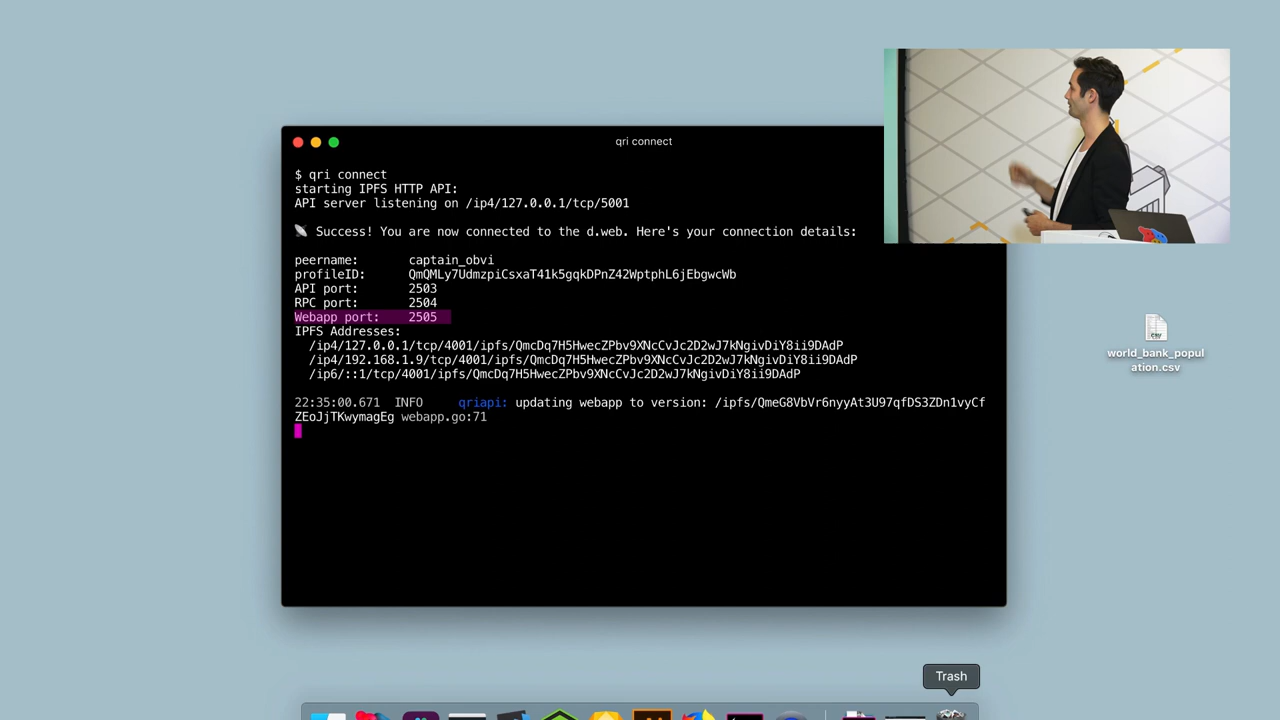 qri connect
$ qri connect
starting IPFS HTTP API:
API server listening on /ip4/127.0.0.1/tcp/5001
Success! You are now connected to the d.web. Here's your connection details:
peername: captain_obvi
profileID: QmQMLy7UdmzpiCsxaT41k5gqkDPnZ42WptphL6jEbgwcWb
API port: 2503
RPC port: 2504
Webapp port: 2505
IPFS Addresses:
/ip4/127.0.0.1/tcp/4001/ipfs/QmcDq7H5HwecZPbv9XNcCvJc2D2wJ7kNgivDiY8ii9DAdP
/ip4/192.168.1.9/tcp/4001/ipfs/QmcDq7H5HwecZPbv9XNcCvJc2D2wJ7kNgivDiY8ii9DAdP
/ip6/::1/tcp/4001/ipfs/QmcDq7H5HwecZPbv9XNcCvJc2D2wJ7kNgivDiY8ii9DAdP
22:35:00.671 INFO qriapi: updating webapp to version: /ipfs/QmeG8VbVr6nyyAt3U97qfDS3ZDn1vyCf
ZEoJjTKwymagEg webapp.go:71
CSV
world_bank_popul
ation.csv
Trash